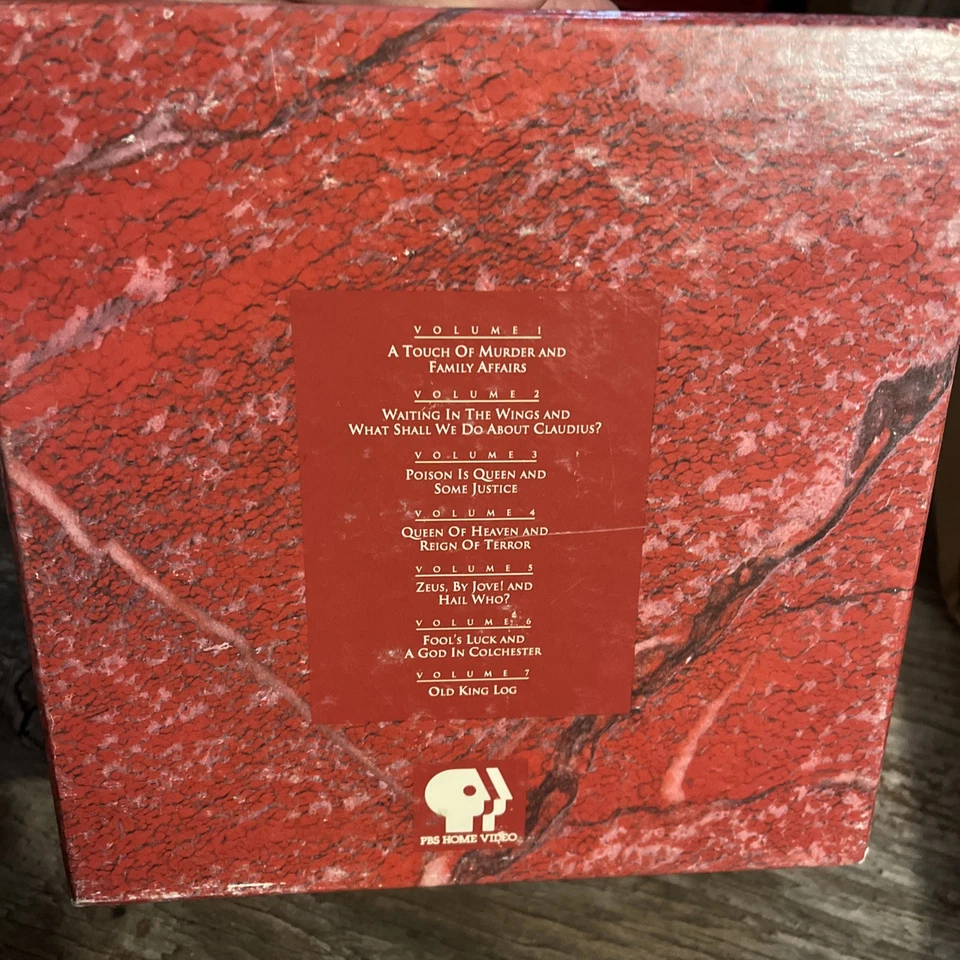 VOLUME 1
A TOUCH OF MURDER AND
FAMILY AFFAIRS
VOLUME 2
WAITING IN THE WINGS AND
WHAT SHALL WE DO ABOUT CLAUDIUS?
VOLUME 3
POISON IS QUEEN AND
SOME JUSTICE
VOLUME 4
QUEEN OF HEAVEN AND
REIGN OF TERROR
VOLUME 5
ZEUS, BY JOVE! AND
HAIL WHO?
VOLUME 6
FOOL'S LUCK AND
A GOD IN COLCHESTER
VOLUME 7
OLD KING LOG
PBS HOME VIDEO